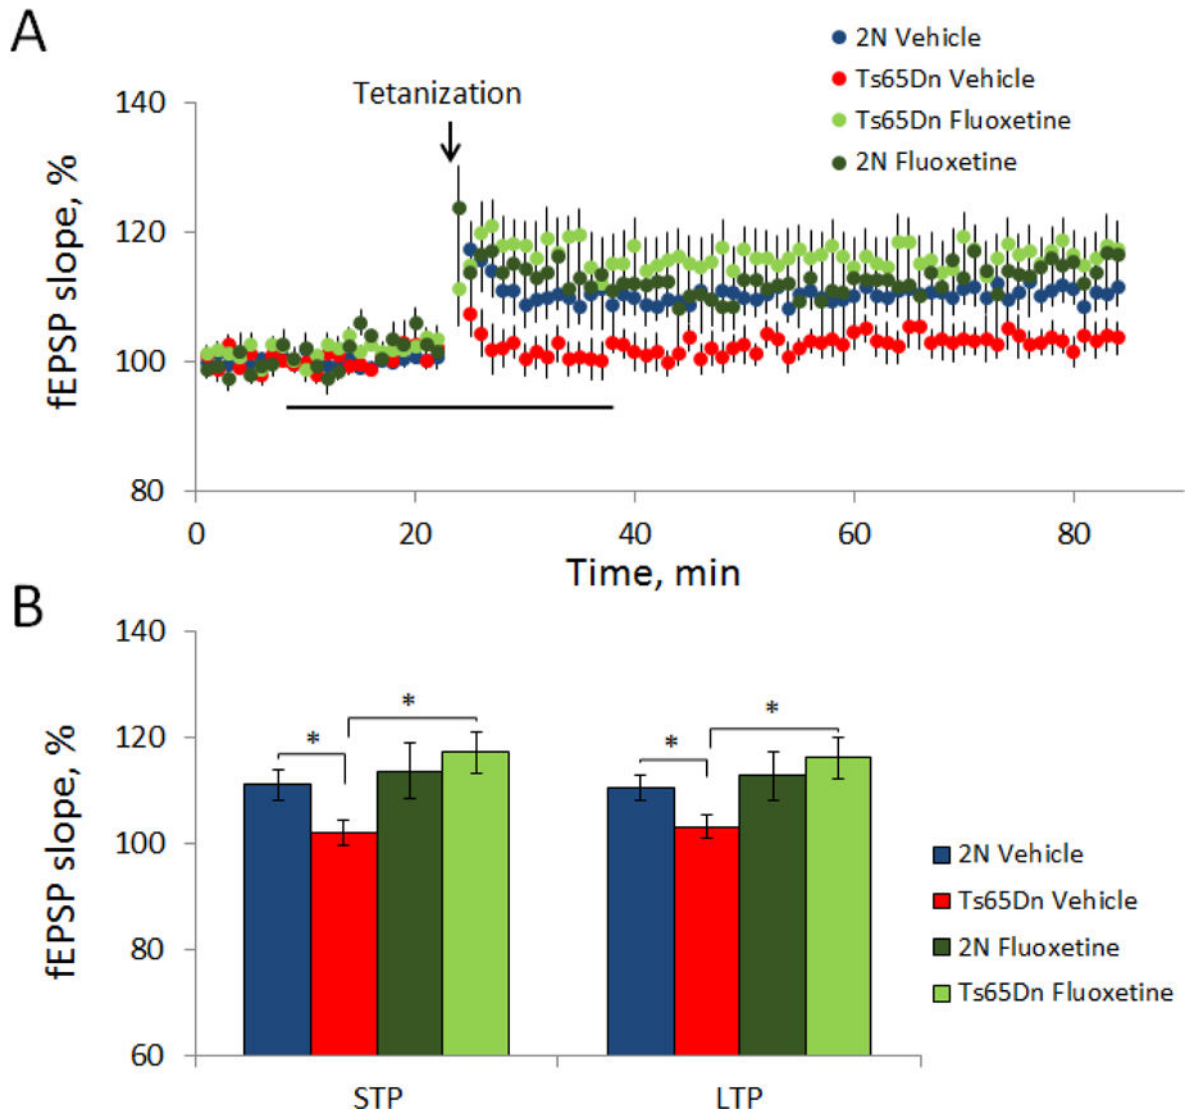 A
2N Vehicle
Ts65Dn Vehicle
Ts65Dn Fluoxetine
2N Fluoxetine
Tetanization
fEPSP slope, %
140
120
100
80
0 20 40 60 80
Time, min
B
fEPSP slope, %
140
120
100
80
60
* * * *
STP LTP
2N Vehicle
Ts65Dn Vehicle
2N Fluoxetine
Ts65Dn Fluoxetine